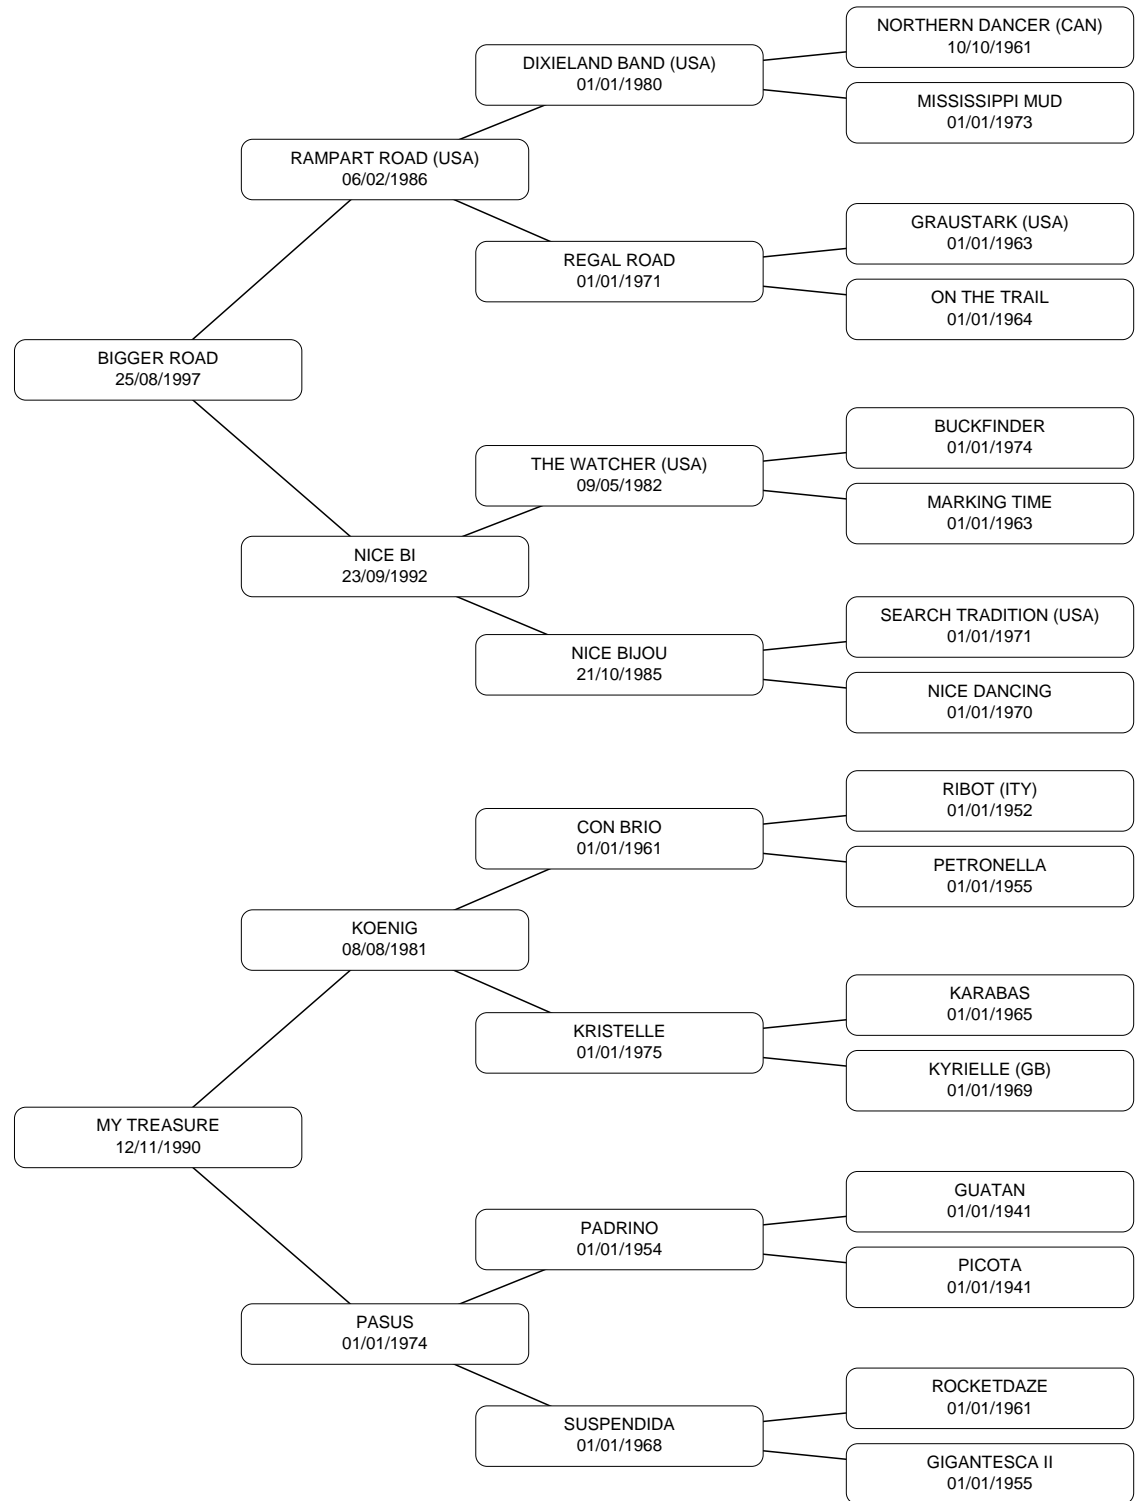 NORTHERN DANCER (CAN)
10/10/1961
DIXIELAND BAND (USA)
01/01/1980
MISSISSIPPI MUD
01/01/1973
RAMPART ROAD (USA)
06/02/1986
GRAUSTARK (USA)
01/01/1963
REGAL ROAD
01/01/1971
ON THE TRAIL
01/01/1964
BIGGER ROAD
25/08/1997
BUCKFINDER
01/01/1974
THE WATCHER (USA)
09/05/1982
MARKING TIME
01/01/1963
NICE BI
23/09/1992
SEARCH TRADITION (USA)
01/01/1971
NICE BIJOU
21/10/1985
NICE DANCING
01/01/1970
RIBOT (ITY)
01/01/1952
CON BRIO
01/01/1961
PETRONELLA
01/01/1955
KOENIG
08/08/1981
KARABAS
01/01/1965
KRISTELLE
01/01/1975
KYRIELLE (GB)
01/01/1969
MY TREASURE
12/11/1990
GUATAN
01/01/1941
PADRINO
01/01/1954
PICOTA
01/01/1941
PASUS
01/01/1974
ROCKETDAZE
01/01/1961
SUSPENDIDA
01/01/1968
GIGANTESCA II
01/01/1955